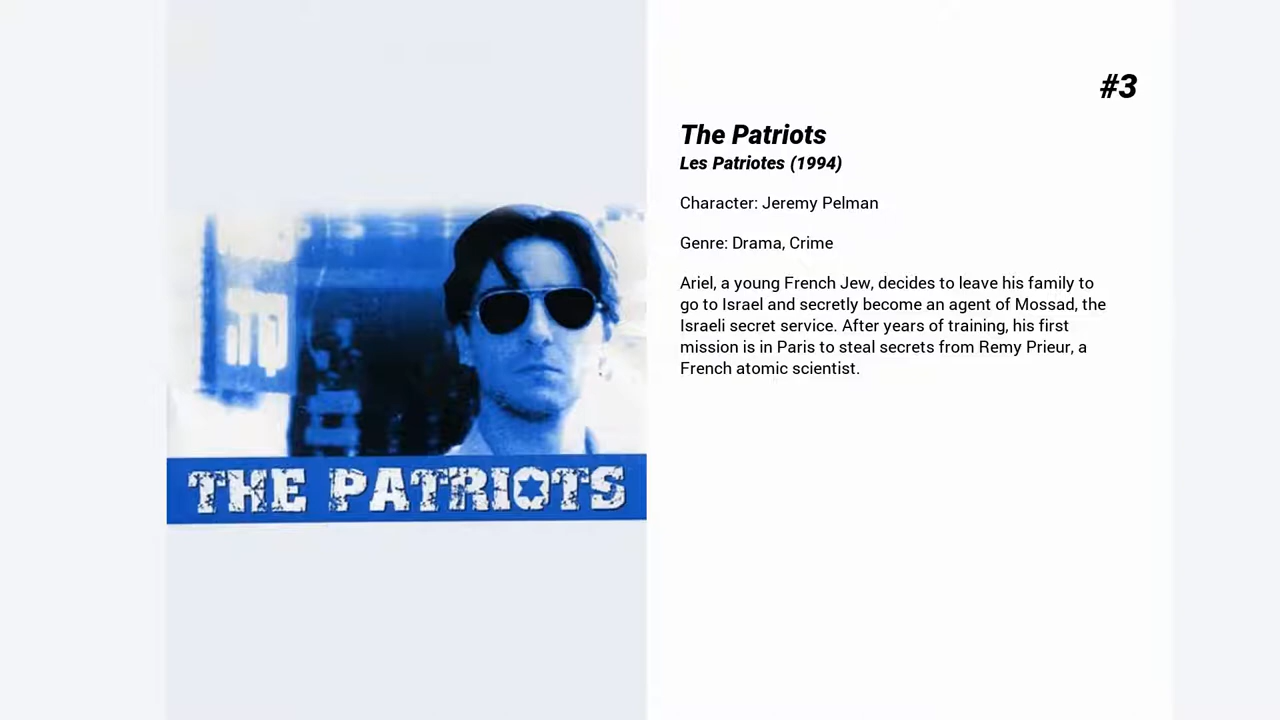 #3
The Patriots
Les Patriotes (1994)
Character: Jeremy Pelman
Genre: Drama, Crime
Ariel, a young French Jew, decides to leave his family to
go to Israel and secretly become an agent of Mossad, the
Israeli secret service. After years of training, his first
mission is in Paris to steal secrets from Remy Prieur, a
French atomic scientist.
THE PATRIOTS